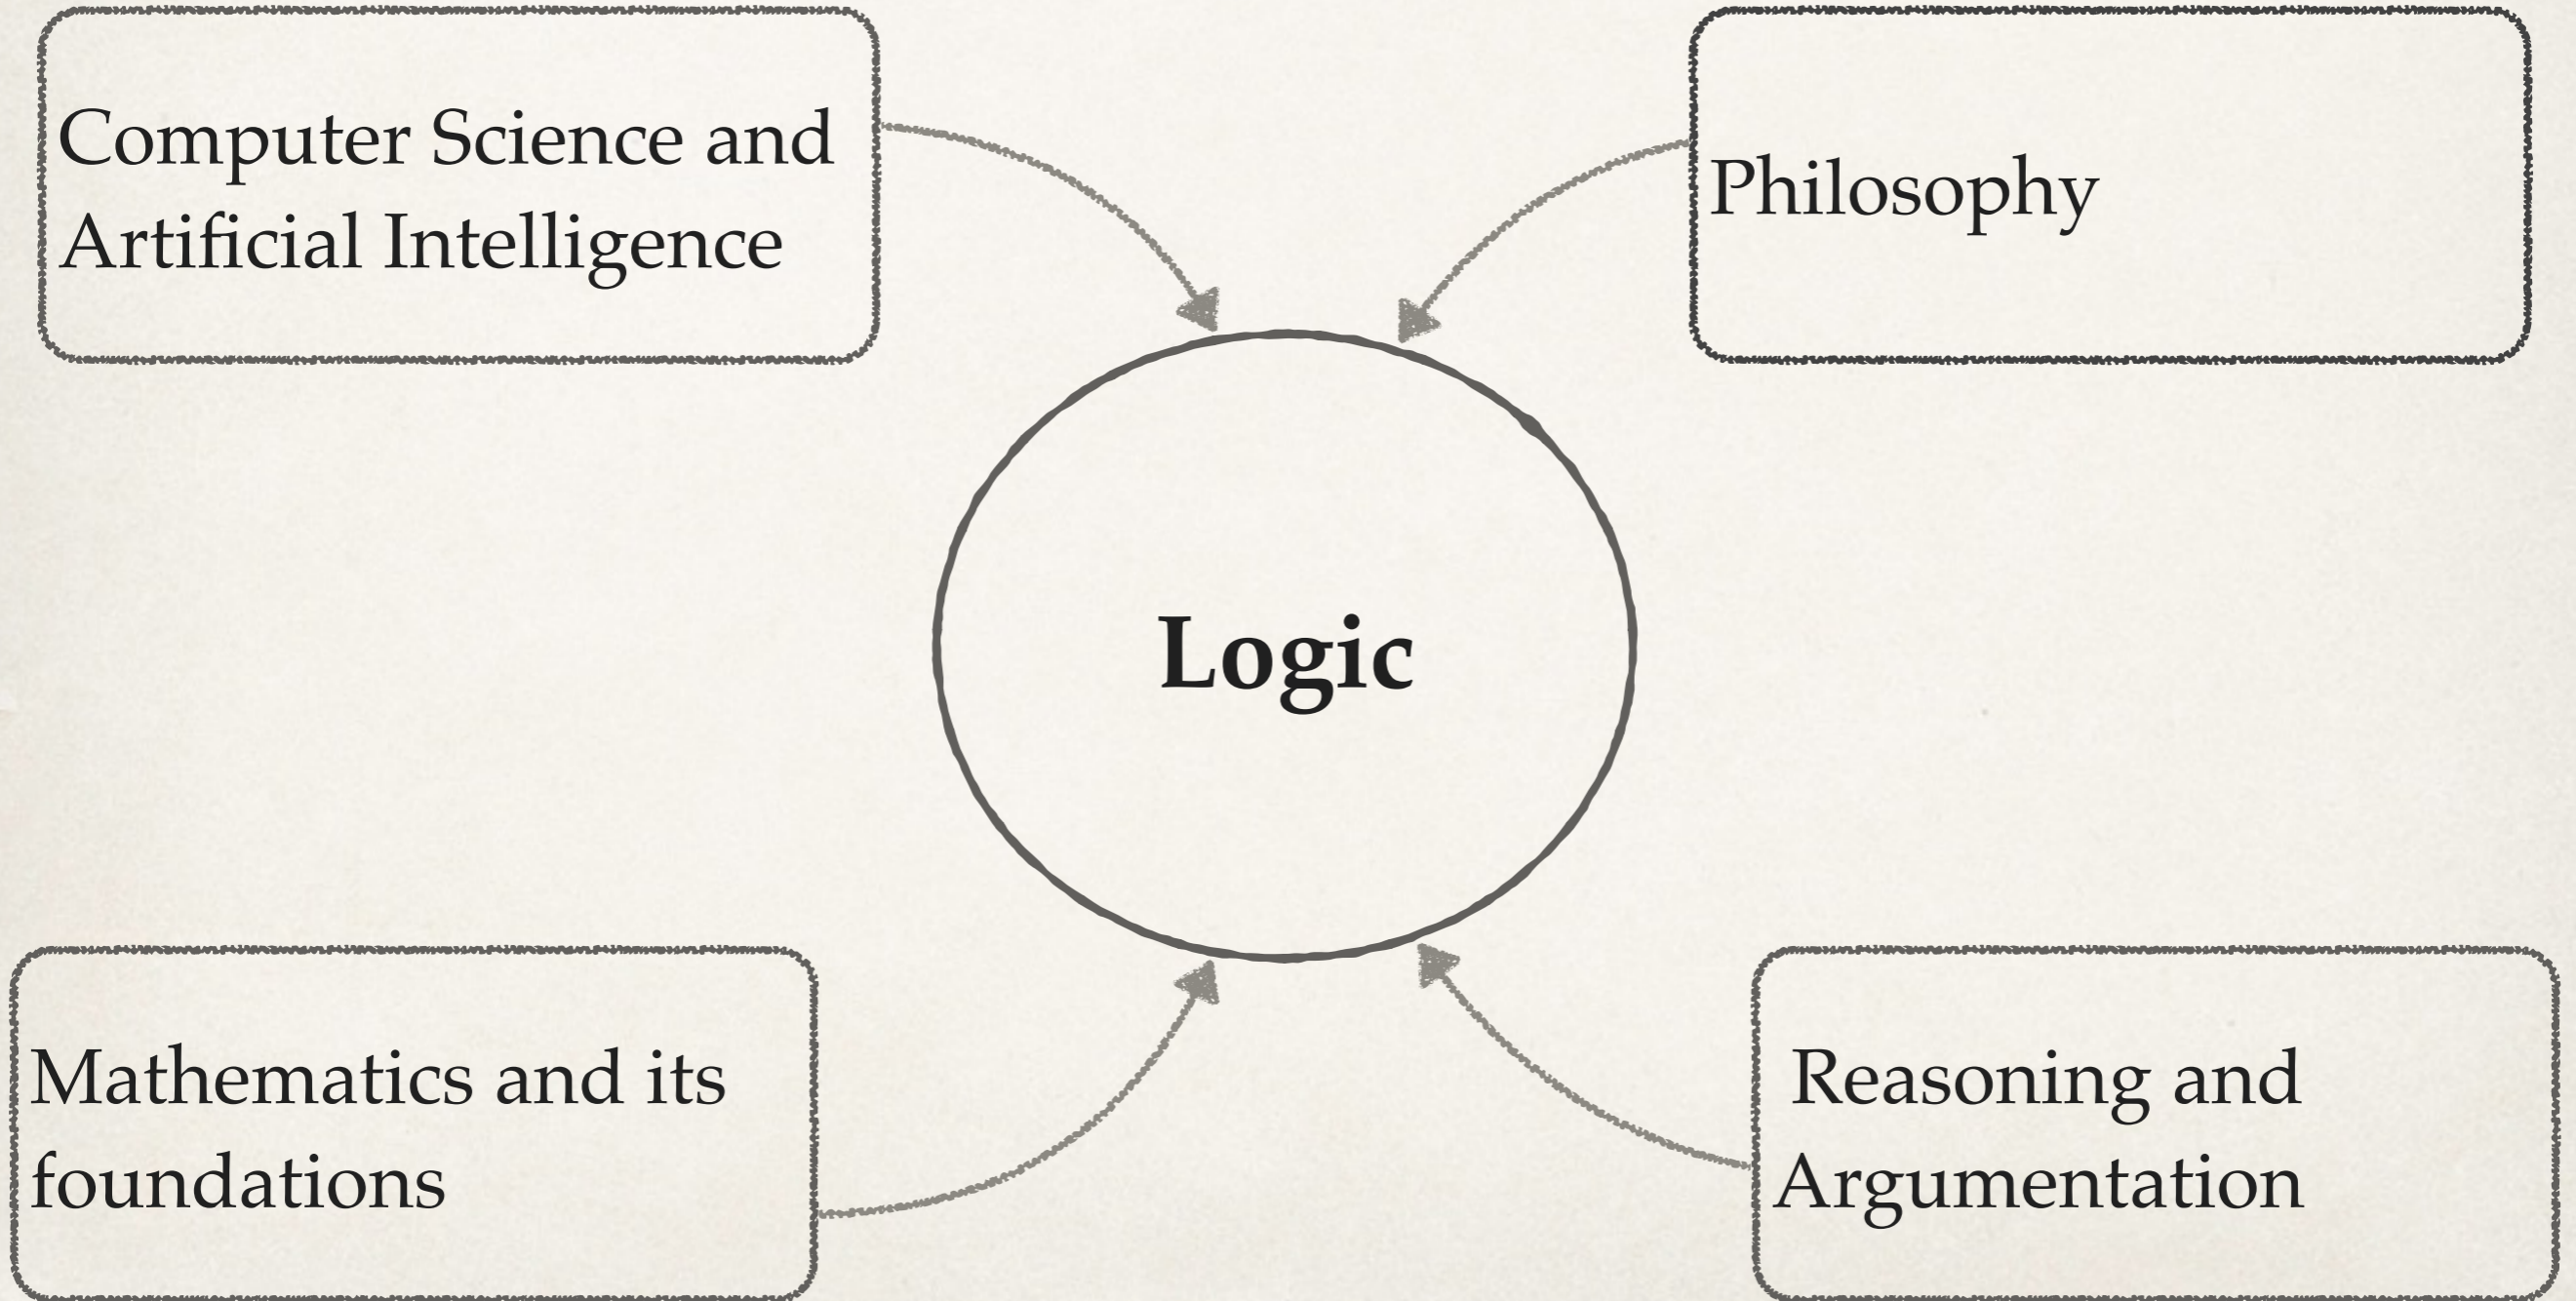 Computer Science and
Artificial Intelligence
Philosophy
Logic
Mathematics and its
foundations
Reasoning and
Argumentation